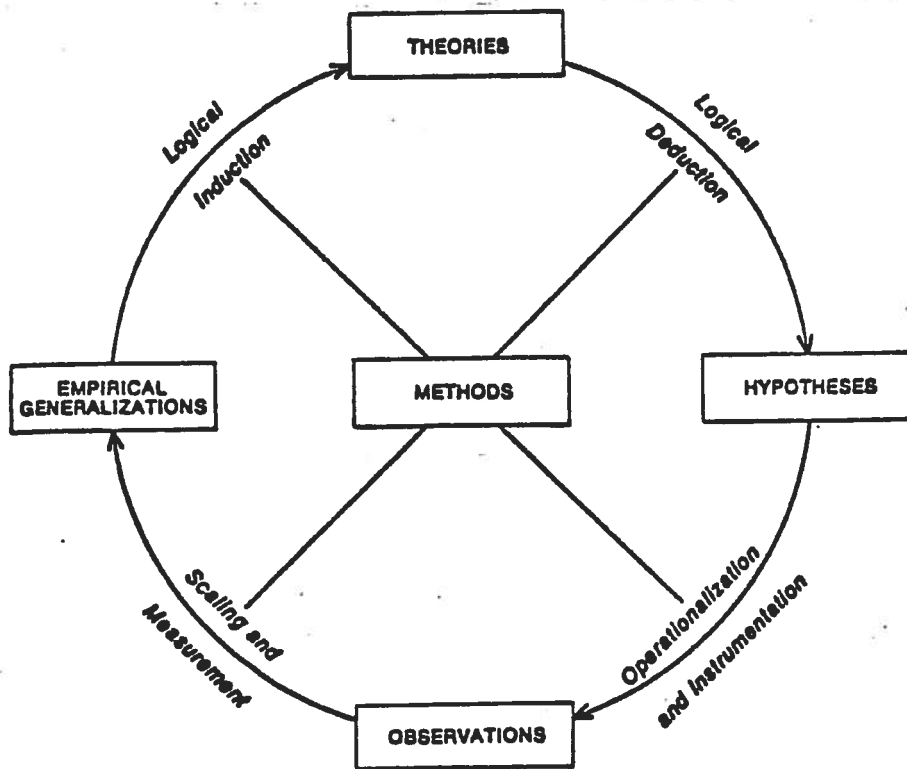 THEORIES
Logical
Induction
Logical
Deduction
EMPIRICAL
GENERALIZATIONS
METHODS
HYPOTHESES
Scaling and
Measurement
Operationalization
and Instrumentation
OBSERVATIONS